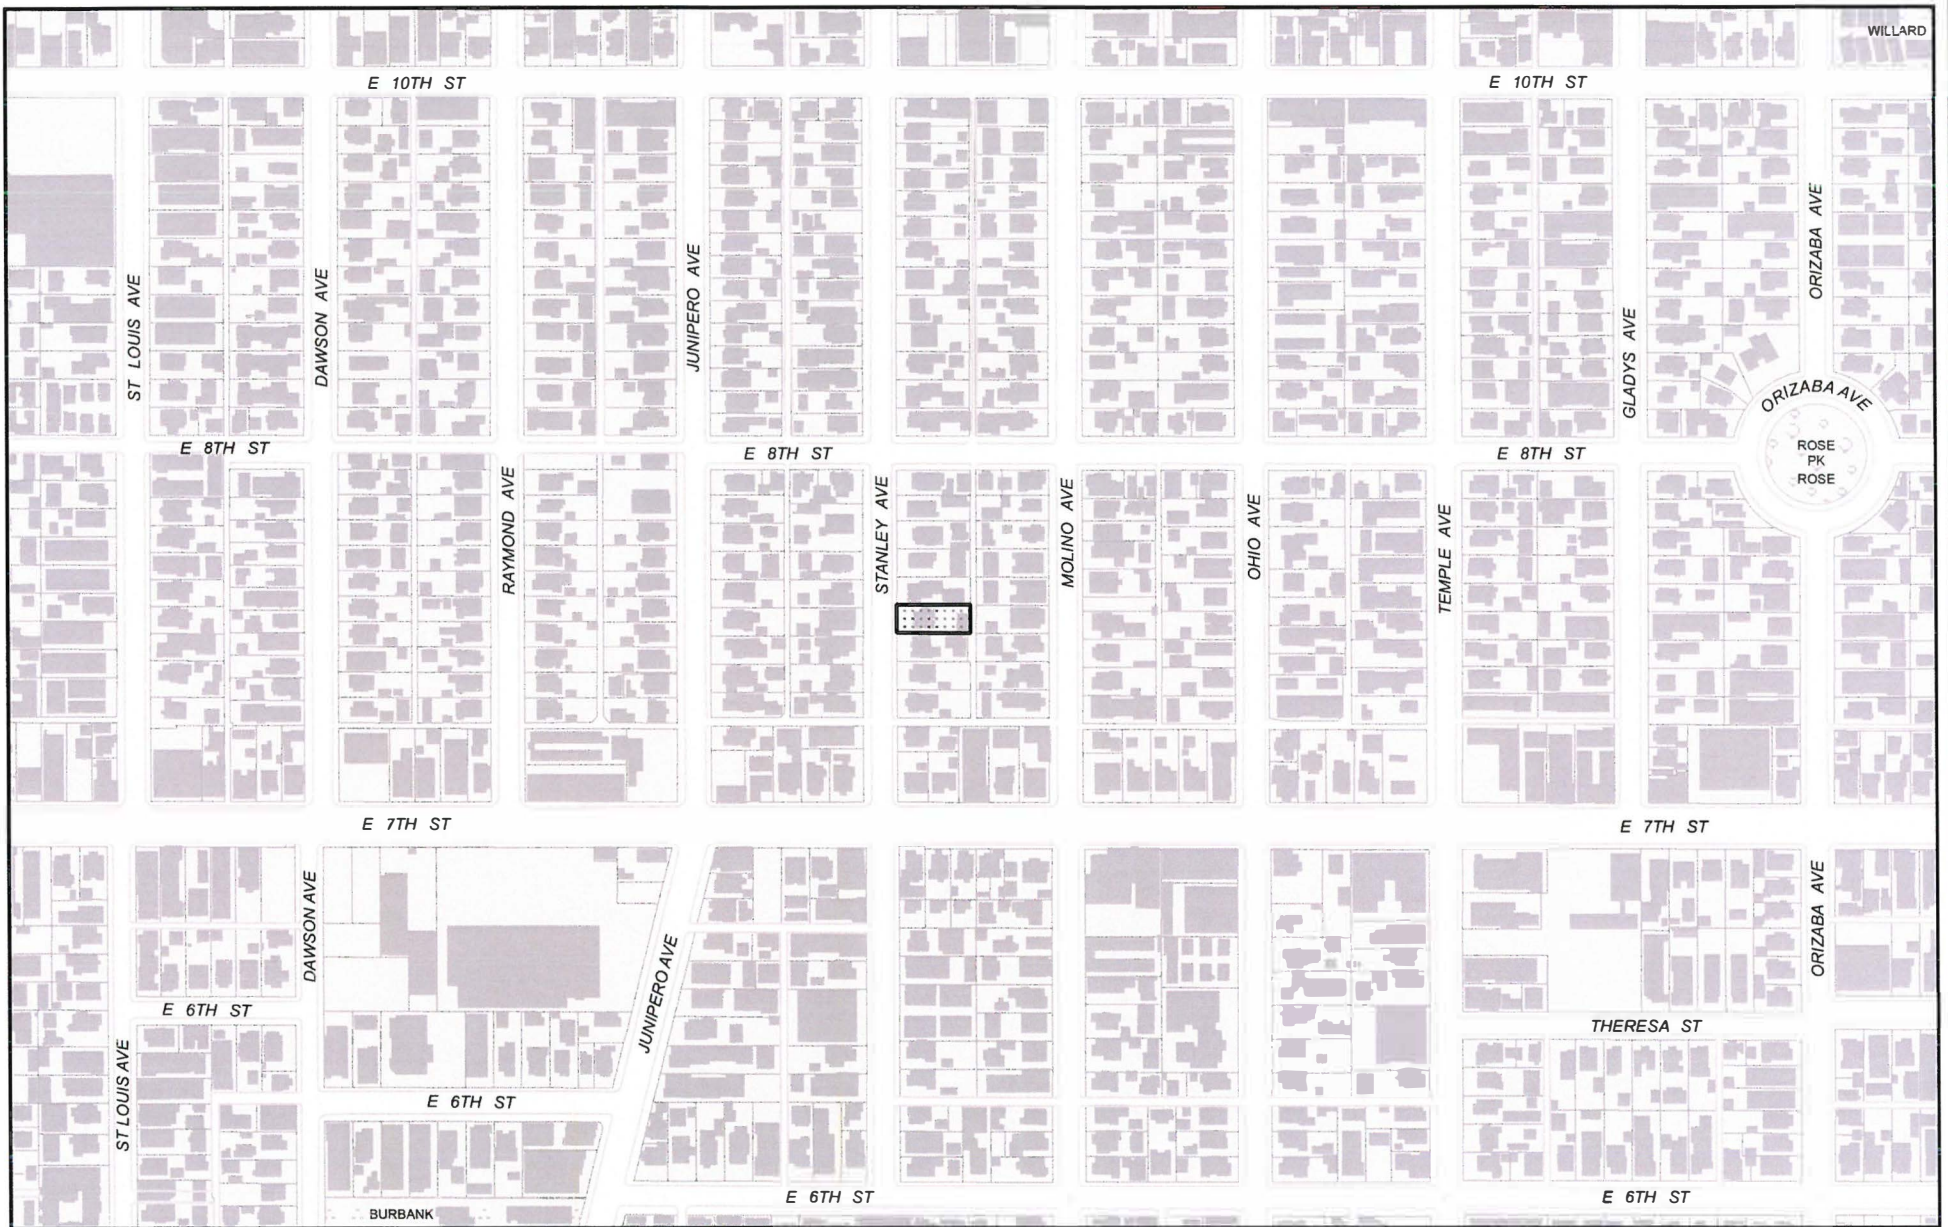 WILLARD
E 10TH ST
E 10TH ST
ST LOUIS AVE
DAWSON AVE
JUNIPERO AVE
GLADYS AVE
ORIZABA AVE
ORIZABA AVE
ROSE
PK
ROSE
E 8TH ST
E 8TH ST
E 8TH ST
RAYMOND AVE
STANLEY AVE
MOLINO AVE
OHIO AVE
TEMPLE AVE
E 7TH ST
E 7TH ST
DAWSON AVE
JUNIPERO AVE
ORIZABA AVE
E 6TH ST
THERESA ST
ST LOUIS AVE
E 6TH ST
E 6TH ST
E 6TH ST
BURBANK